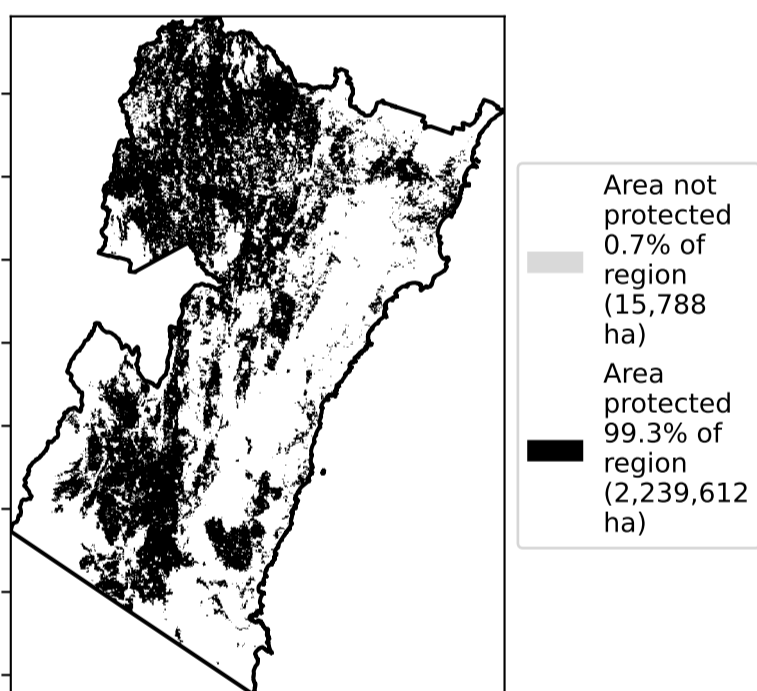 Area not
protected
0.7% of
region
(15,788
ha)
Area
protected
99.3% of
region
(2,239,612
ha)